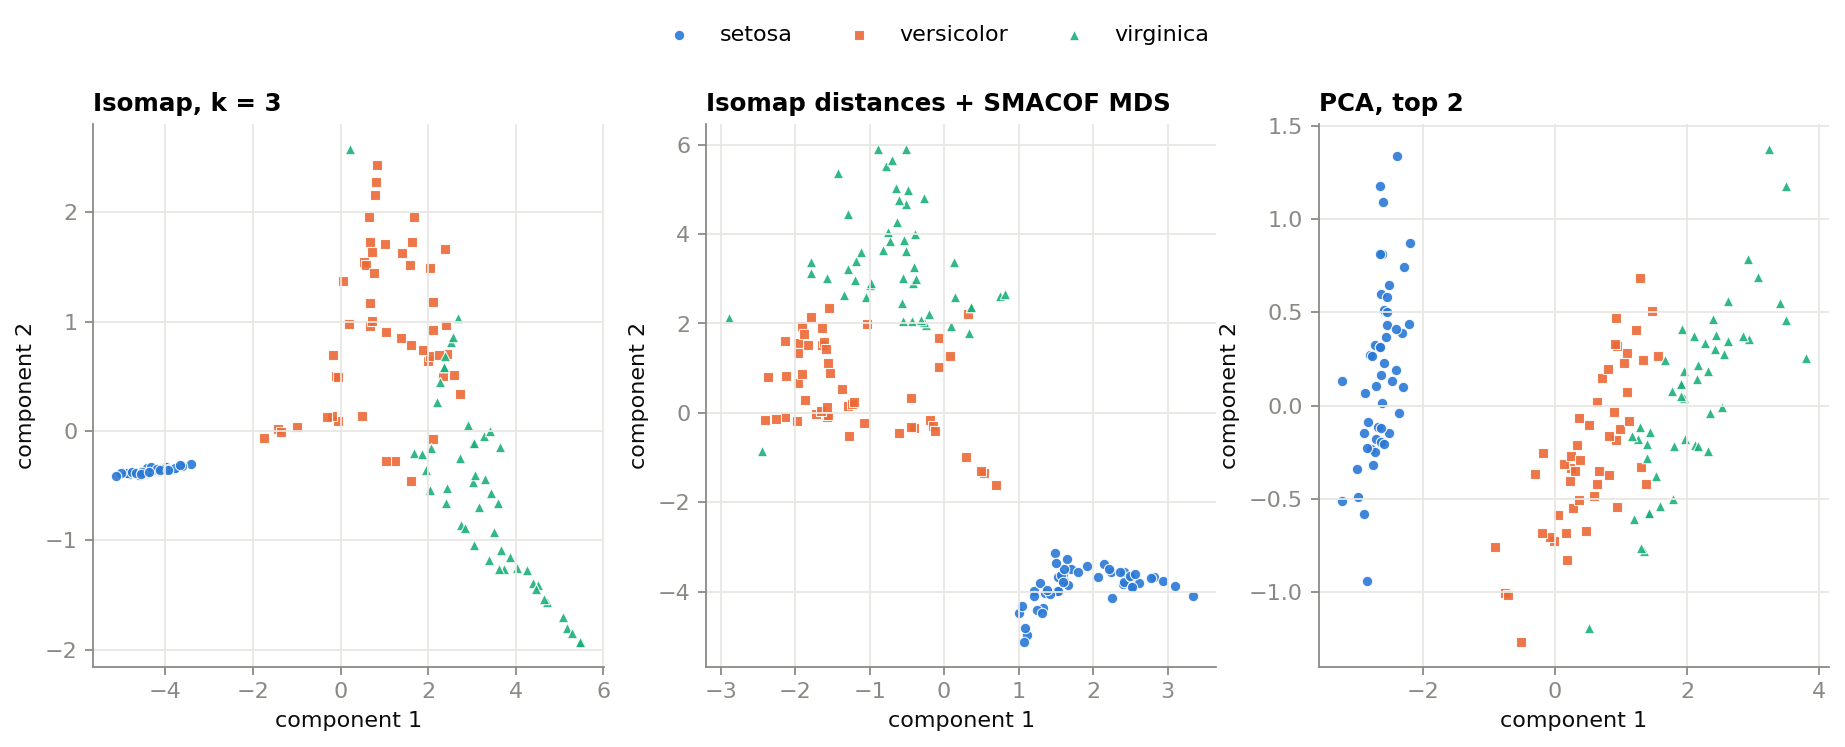 setosa
versicolor
virginica
Isomap, k = 3
Isomap distances + SMACOF MDS
PCA, top 2
component 2
2
1
0
−1
−2
−4
−2
0
2
4
6
component 1
component 2
6
4
2
0
−2
−4
−3
−2
−1
0
1
2
3
component 1
component 2
1.5
1.0
0.5
0.0
−0.5
−1.0
−2
0
2
4
component 1